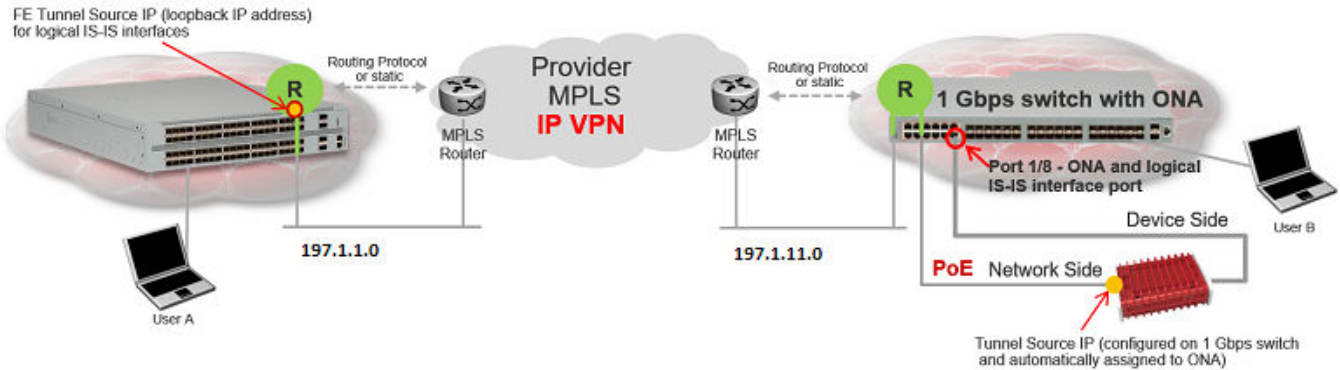 FE Tunnel Source IP (loopback IP address)
for logical IS-IS interfaces
R
Routing Protocol
or static
MPLS
Router
Provider
MPLS
IP VPN
MPLS
Router
Routing Protocol
or static
R
1 Gbps switch with ONA
Port 1/8 - ONA and logical
IS-IS interface port
User B
Device Side
197.1.1.0
197.1.11.0
PoE Network Side
User A
Tunnel Source IP (configured on 1 Gbps switch
and automatically assigned to ONA)